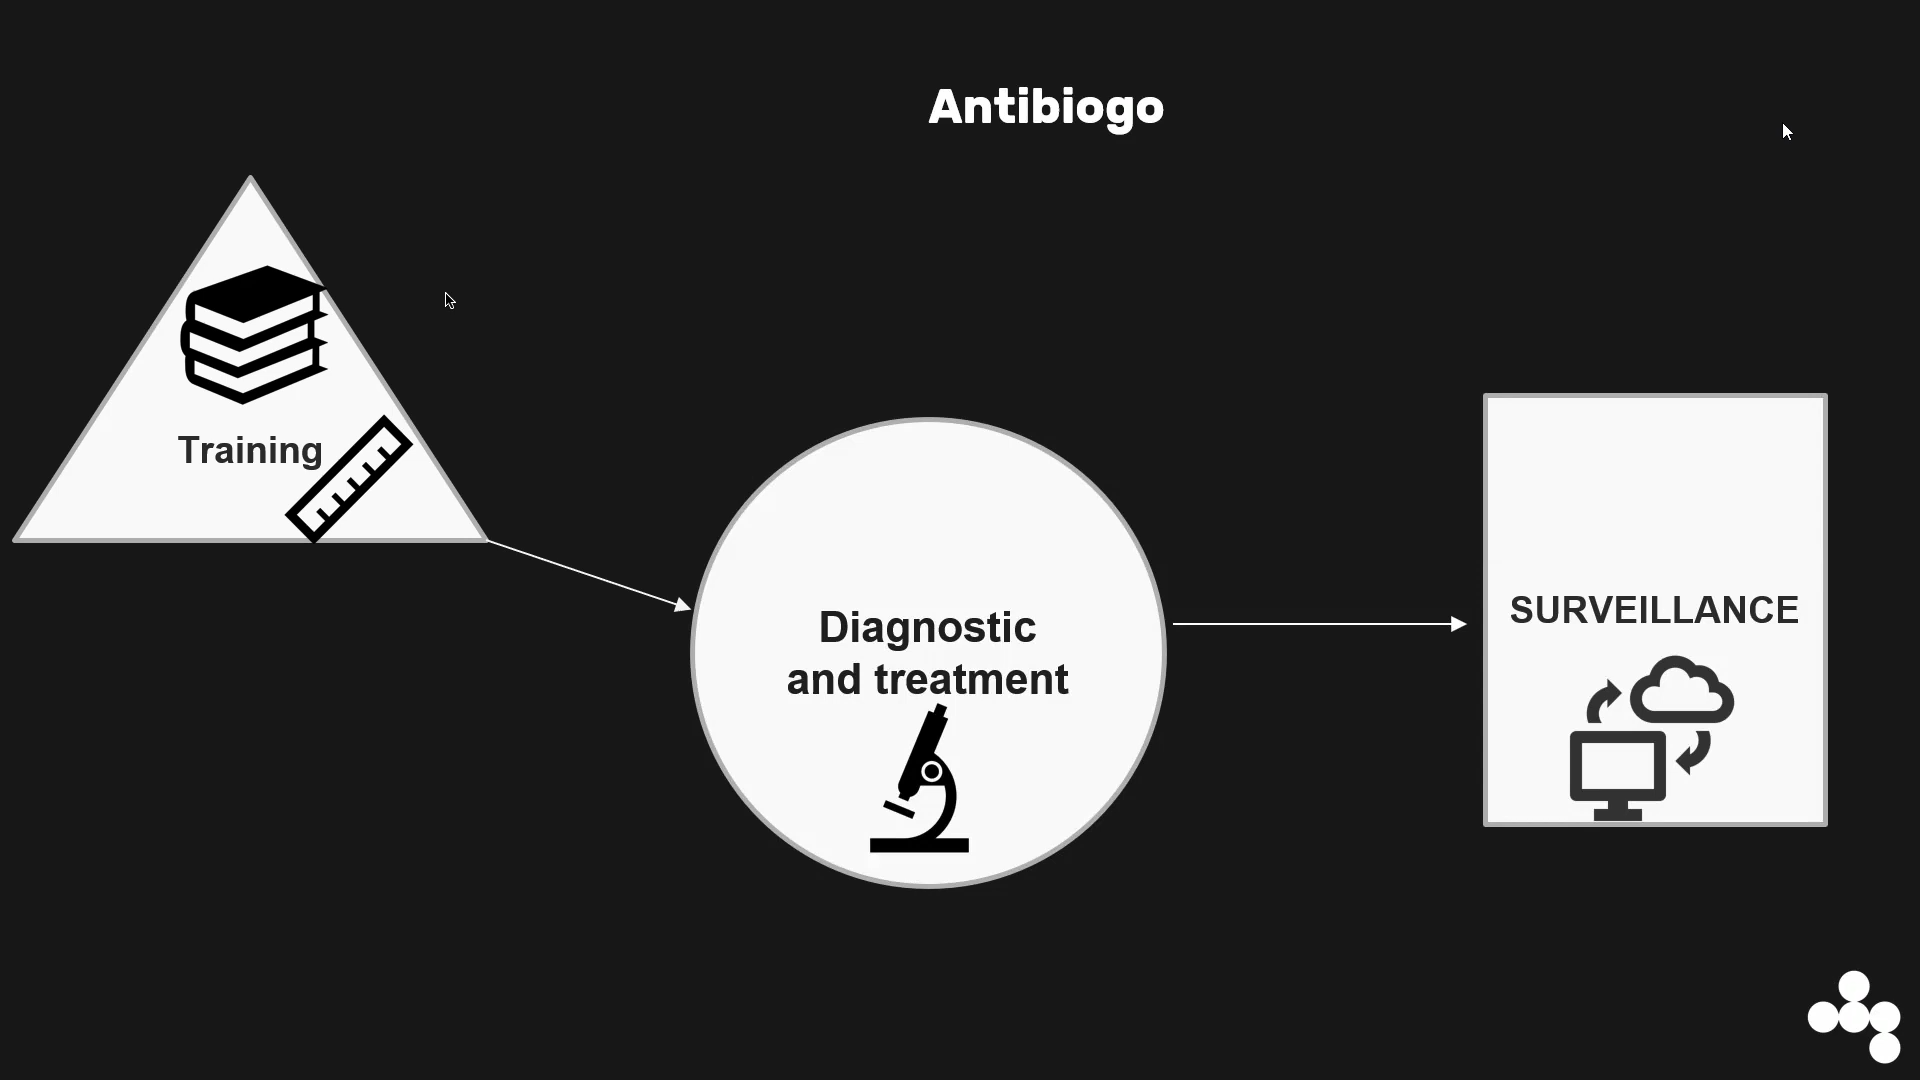 Antibiogo
Training
Diagnostic
and treatment
SURVEILLANCE